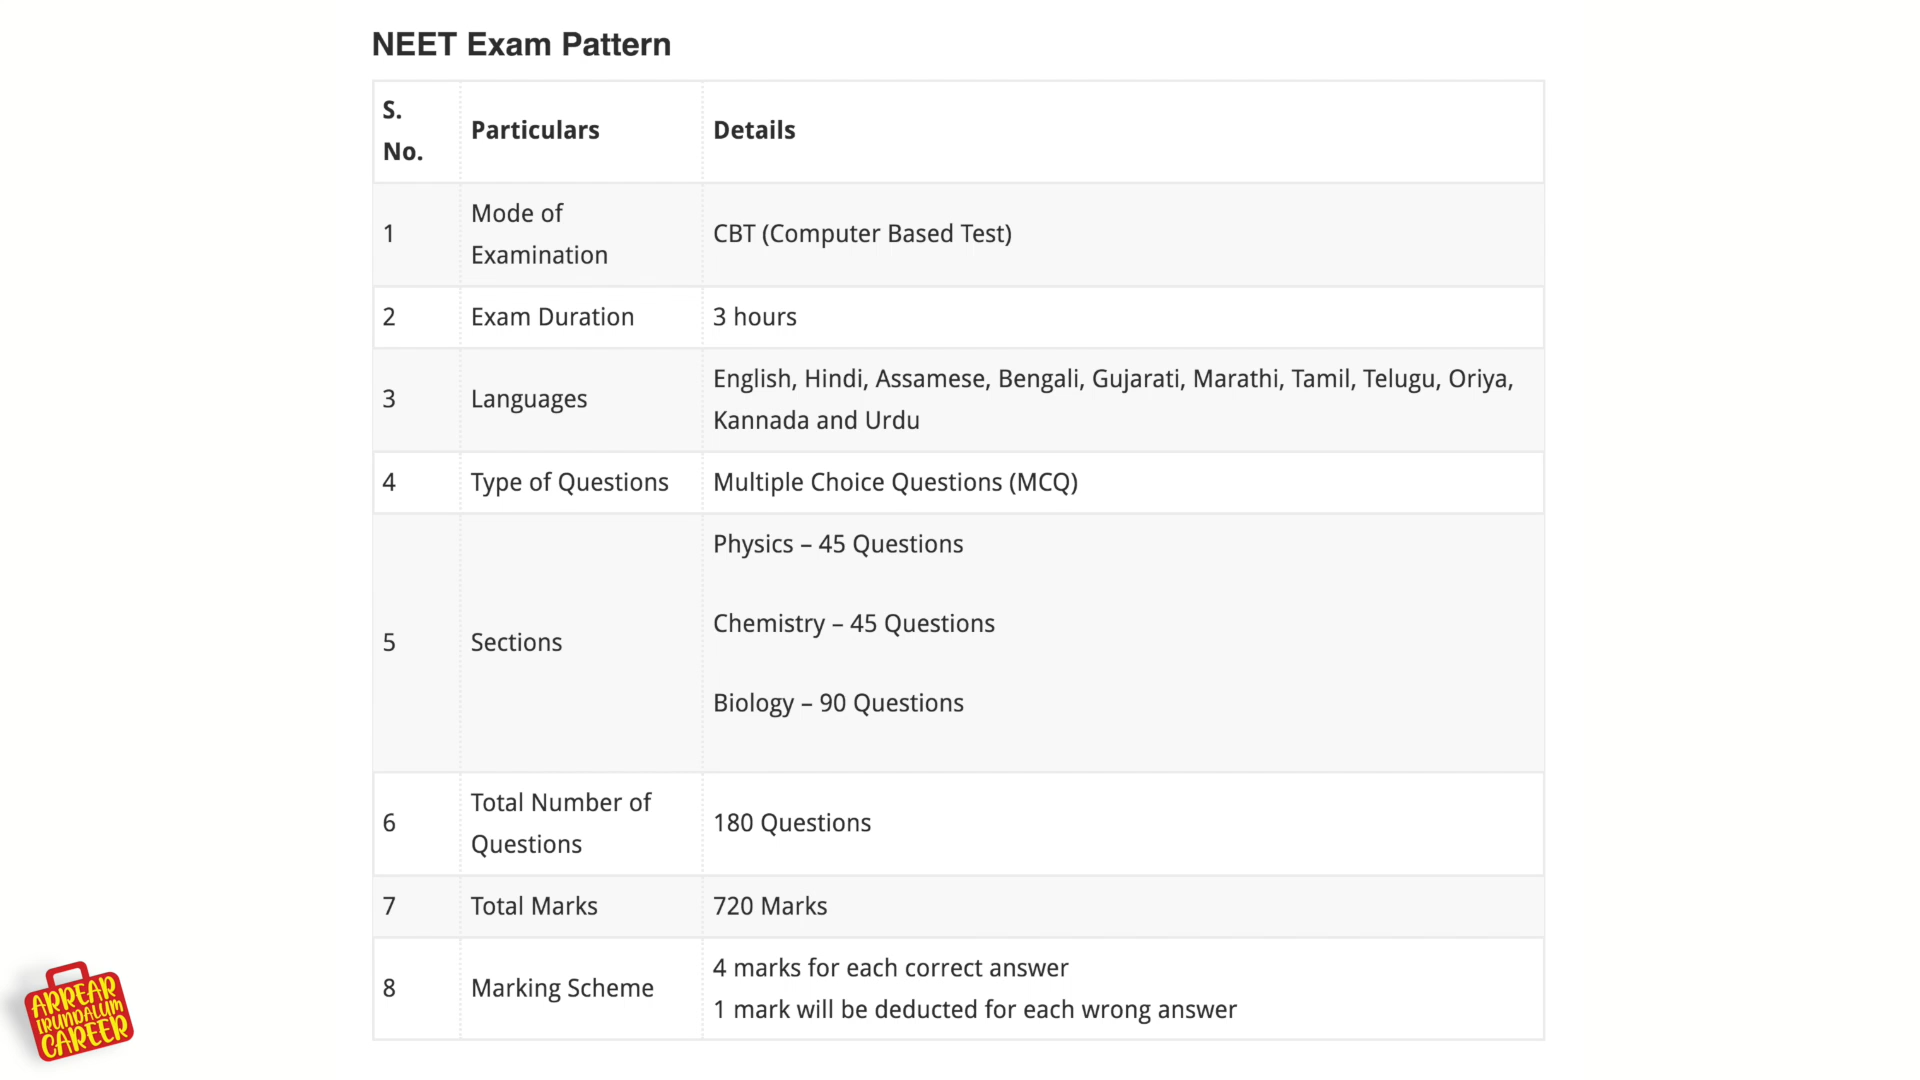 NEET Exam Pattern
S.
No.
Particulars
Details
1
Mode of
Examination
CBT (Computer Based Test)
2
Exam Duration
3 hours
3
Languages
English, Hindi, Assamese, Bengali, Gujarati, Marathi, Tamil, Telugu, Oriya,
Kannada and Urdu
4
Type of Questions
Multiple Choice Questions (MCQ)
5
Sections
Physics – 45 Questions
Chemistry – 45 Questions
Biology – 90 Questions
6
Total Number of
Questions
180 Questions
7
Total Marks
720 Marks
8
Marking Scheme
4 marks for each correct answer
1 mark will be deducted for each wrong answer
ARREAR
IRUNDALUM
CAREER